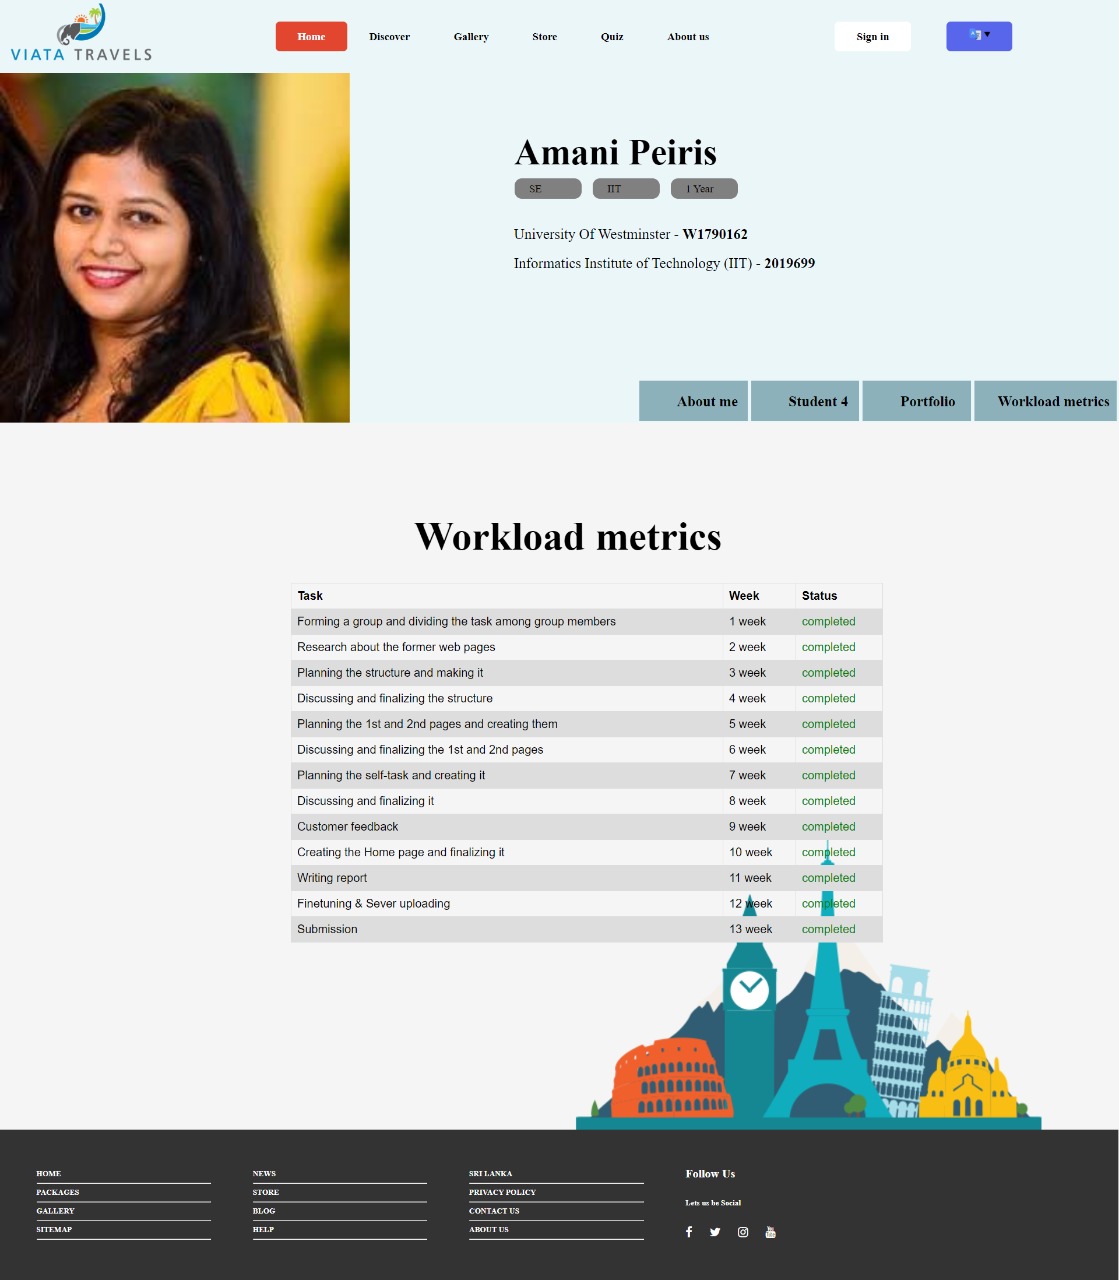 VIATA TRAVELS
Home Discover Gallery Store Quiz About us Sign in
Amani Peiris
SE IIT 1 Year
University Of Westminster - W1790162
Informatics Institute of Technology (IIT) - 2019699
About me Student 4 Portfolio Workload metrics
Workload metrics
Task Week Status
Forming a group and dividing the task among group members 1 week completed
Research about the former web pages 2 week completed
Planning the structure and making it 3 week completed
Discussing and finalizing the structure 4 week completed
Planning the 1st and 2nd pages and creating them 5 week completed
Discussing and finalizing the 1st and 2nd pages 6 week completed
Planning the self-task and creating it 7 week completed
Discussing and finalizing it 8 week completed
Customer feedback 9 week completed
Creating the Home page and finalizing it 10 week completed
Writing report 11 week completed
Finetuning & Sever uploading 12 week completed
Submission 13 week completed
HOME NEWS SRI LANKA Follow Us
PACKAGES STORE PRIVACY POLICY Lets us be Social
GALLERY BLOG CONTACT US
SITEMAP HELP ABOUT US